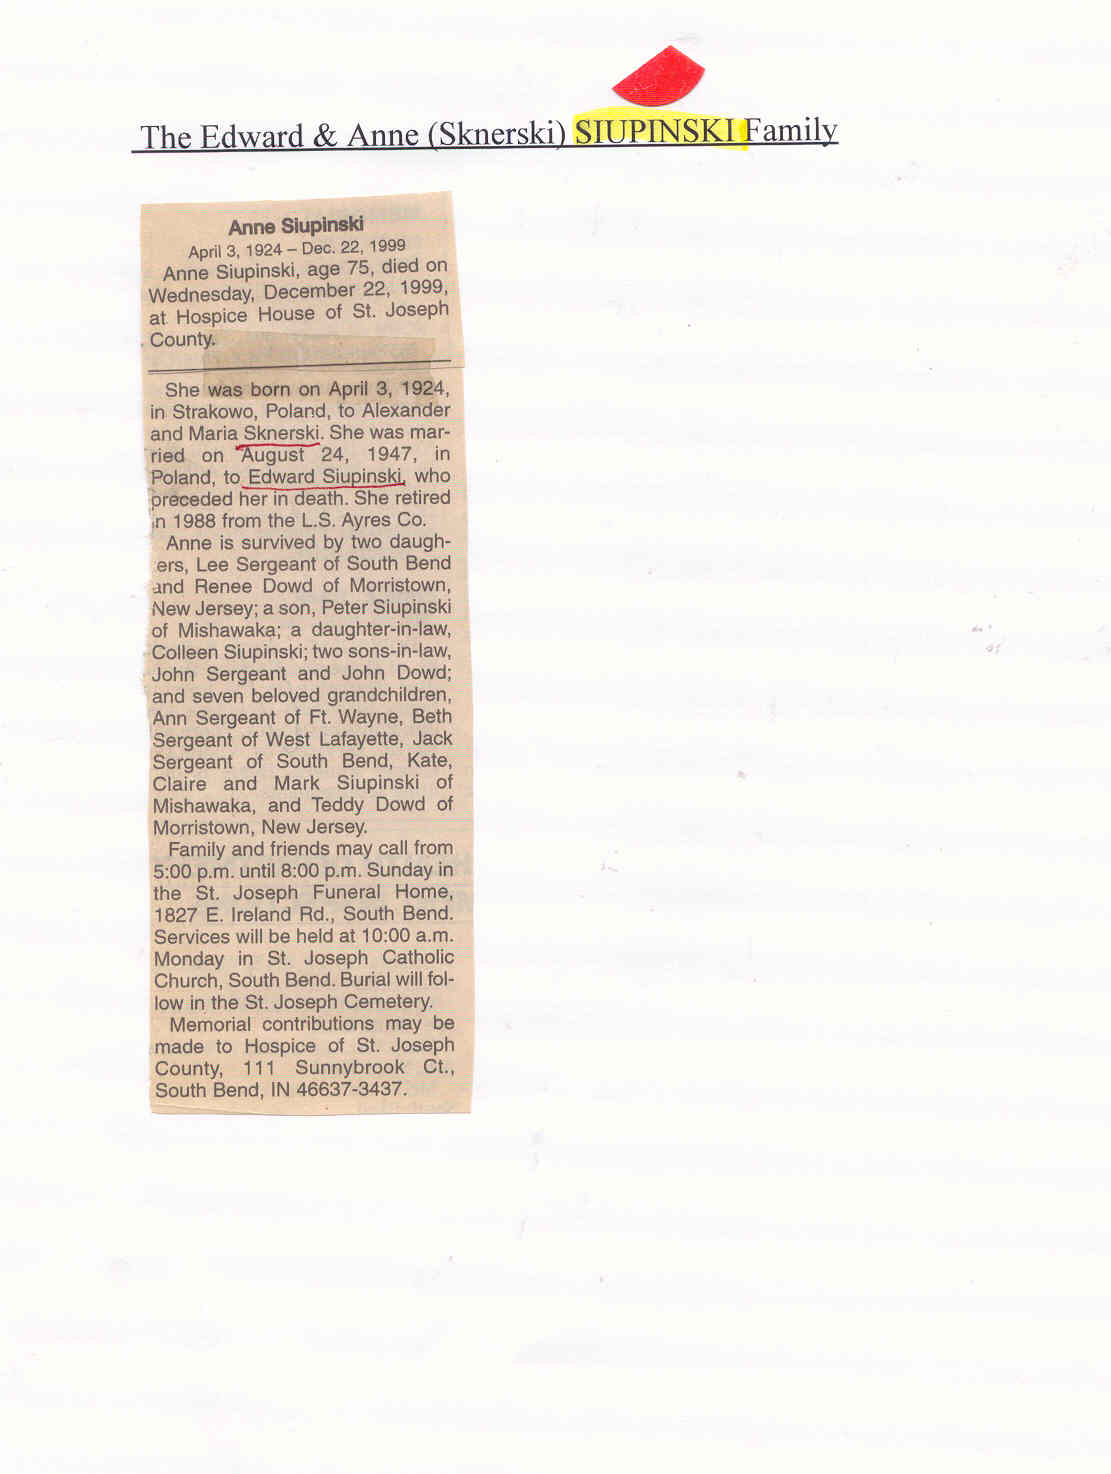 The Edward & Anne (Sknerski) SIUPINSKI Family
Anne Siupinski
April 3, 1924 – Dec. 22, 1999
Anne Siupinski, age 75, died on
Wednesday, December 22, 1999,
at Hospice House of St. Joseph
County.
She was born on April 3, 1924,
in Strakowo, Poland, to Alexander
and Maria Sknerski. She was mar-
ried on August 24, 1947, in
Poland, to Edward Siupinski, who
preceded her in death. She retired
in 1988 from the L.S. Ayres Co.
Anne is survived by two daugh-
ers, Lee Sergeant of South Bend
and Renee Dowd of Morristown,
New Jersey; a son, Peter Siupinski
of Mishawaka; a daughter-in-law,
Colleen Siupinski; two sons-in-law,
John Sergeant and John Dowd;
and seven beloved grandchildren,
Ann Sergeant of Ft. Wayne, Beth
Sergeant of West Lafayette, Jack
Sergeant of South Bend, Kate,
Claire and Mark Siupinski of
Mishawaka, and Teddy Dowd of
Morristown, New Jersey.
Family and friends may call from
5:00 p.m. until 8:00 p.m. Sunday in
the St. Joseph Funeral Home,
1827 E. Ireland Rd., South Bend.
Services will be held at 10:00 a.m.
Monday in St. Joseph Catholic
Church, South Bend. Burial will fol-
low in the St. Joseph Cemetery.
Memorial contributions may be
made to Hospice of St. Joseph
County, 111 Sunnybrook Ct.,
South Bend, IN 46637-3437.